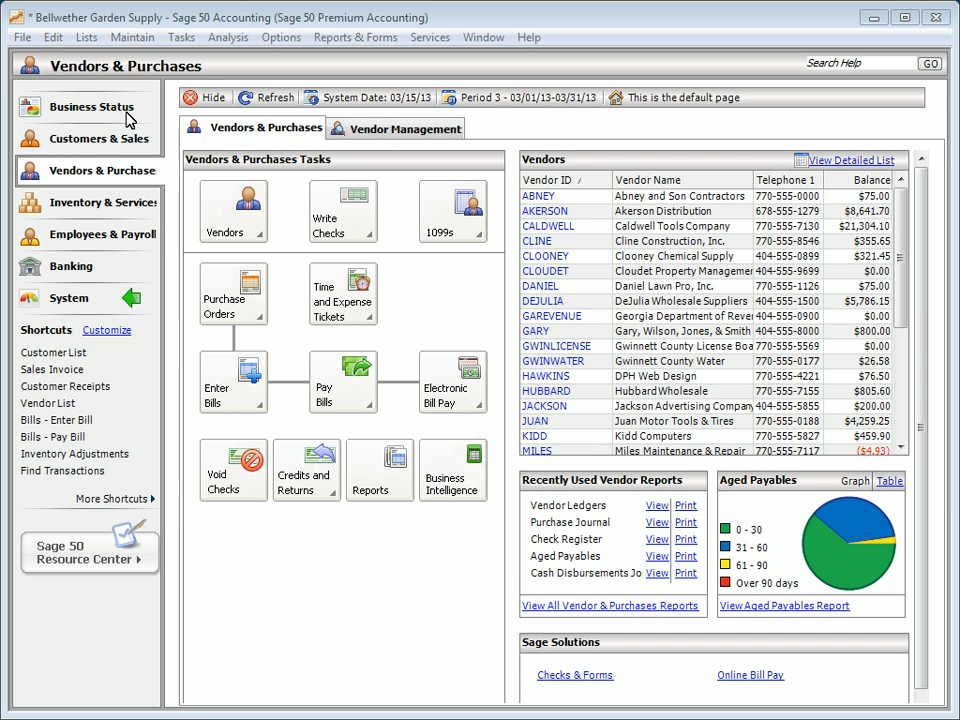 * Bellwether Garden Supply - Sage 50 Accounting (Sage 50 Premium Accounting)
File Edit Lists Maintain Tasks Analysis Options Reports & Forms Services Window Help
Vendors & Purchases
Search Help
GO
Business Status
Customers & Sales
Vendors & Purchase
Inventory & Services
Employees & Payroll
Banking
System
Shortcuts Customize
Customer List
Sales Invoice
Customer Receipts
Vendor List
Bills - Enter Bill
Bills - Pay Bill
Inventory Adjustments
Find Transactions
More Shortcuts
Sage 50
Resource Center
Hide Refresh System Date: 03/15/13 Period 3 - 03/01/13-03/31/13 This is the default page
Vendors & Purchases Vendor Management
Vendors & Purchases Tasks
Vendors
Write
Checks
1099s
Purchase
Orders
Time
and Expense
Tickets
Enter
Bills
Pay
Bills
Electronic
Bill Pay
Void
Checks
Credits and
Returns
Reports
Business
Intelligence
Vendors View Detailed List
Vendor ID Vendor Name Telephone 1 Balance
ABNEY Abney and Son Contractors 770-555-0000 $75.00
AKERSON Akerson Distribution 678-555-1279 $8,641.70
CALDWELL Caldwell Tools Company 770-555-7130 $21,304.10
CLINE Cline Construction, Inc. 770-555-8546 $355.65
CLOONEY Clooney Chemical Supply 404-555-0899 $321.45
CLOUDET Cloudet Property Managemer 404-555-9699 $0.00
DANIEL Daniel Lawn Pro, Inc. 770-555-1126 $75.00
DEJULIA DeJulia Wholesale Suppliers 404-555-1500 $5,786.15
GAREVENUE Georgia Department of Rever 404-555-0900 $0.00
GARY Gary, Wilson, Jones, & Smith 404-555-8000 $800.00
GWINLICENSE Gwinnett County License Boa 770-555-5569 $0.00
GWINWATER Gwinnett County Water 770-555-0177 $26.58
HAWKINS DPH Web Design 770-555-4221 $76.50
HUBBARD Hubbard Wholesale 770-555-7155 $805.60
JACKSON Jackson Advertising Company 404-555-5855 $200.00
JUAN Juan Motor Tools & Tires 770-555-0188 $4,259.25
KIDD Kidd Computers 770-555-5827 $459.90
MILES Miles Maintenance & Repair 770-555-7117 ($4.93)
Recently Used Vendor Reports
Vendor Ledgers View Print
Purchase Journal View Print
Check Register View Print
Aged Payables View Print
Cash Disbursements Jo View Print
View All Vendor & Purchases Reports
Aged Payables Graph Table
0 - 30
31 - 60
61 - 90
Over 90 days
View Aged Payables Report
Sage Solutions
Checks & Forms Online Bill Pay